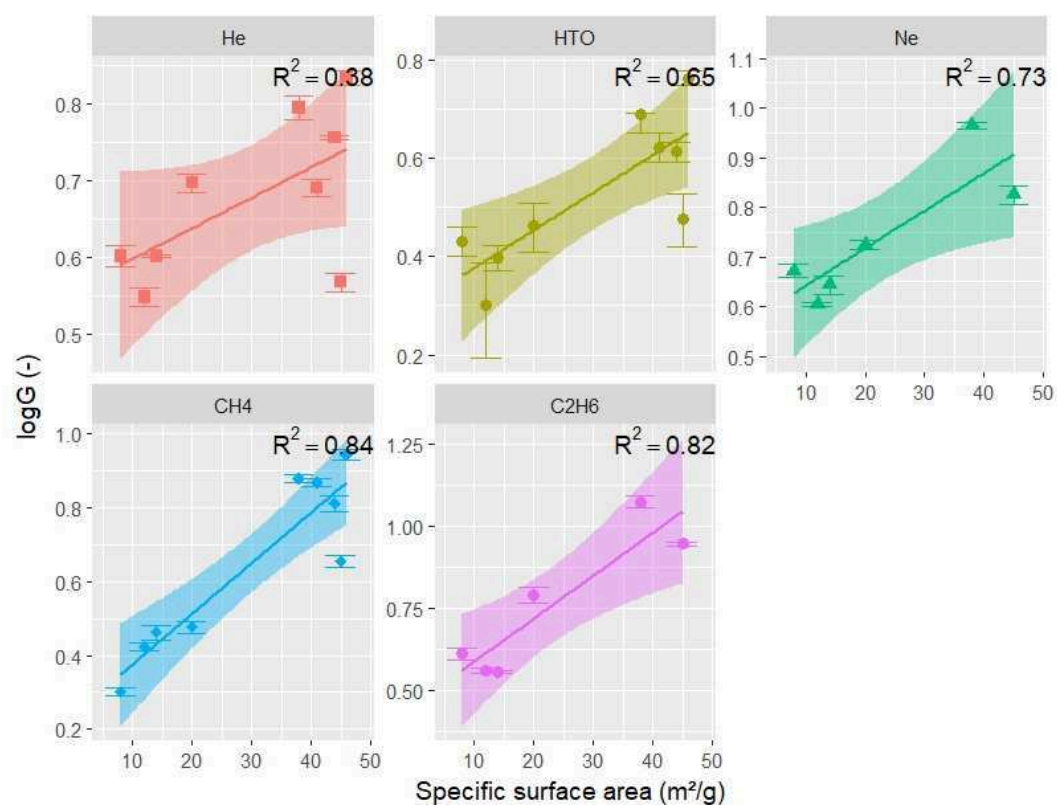 He
HTO
Ne
R² = 0.38
R² = 0.65
R² = 0.73
0.8
0.7
0.6
0.5
0.8
0.6
0.4
0.2
1.1
1.0
0.9
0.8
0.7
0.6
0.5
10 20 30 40 50
logG (-)
CH4
C2H6
R² = 0.84
R² = 0.82
1.0
0.8
0.6
0.4
0.2
1.25
1.00
0.75
0.50
10 20 30 40 50
10 20 30 40 50
Specific surface area (m²/g)